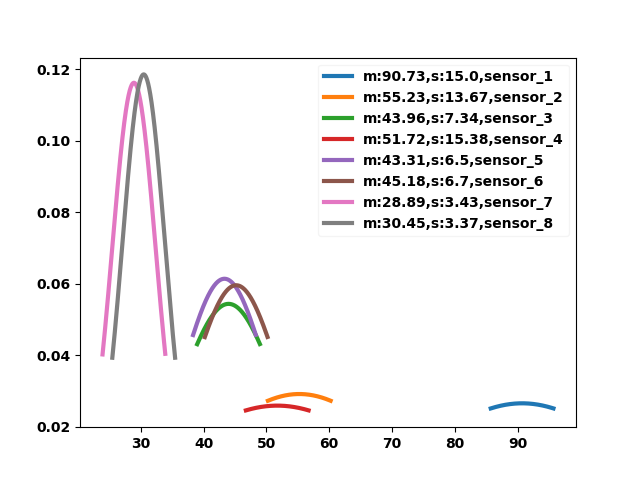 0.12
0.10
0.08
0.06
0.04
0.02
30 40 50 60 70 80 90
m:90.73,s:15.0,sensor_1
m:55.23,s:13.67,sensor_2
m:43.96,s:7.34,sensor_3
m:51.72,s:15.38,sensor_4
m:43.31,s:6.5,sensor_5
m:45.18,s:6.7,sensor_6
m:28.89,s:3.43,sensor_7
m:30.45,s:3.37,sensor_8